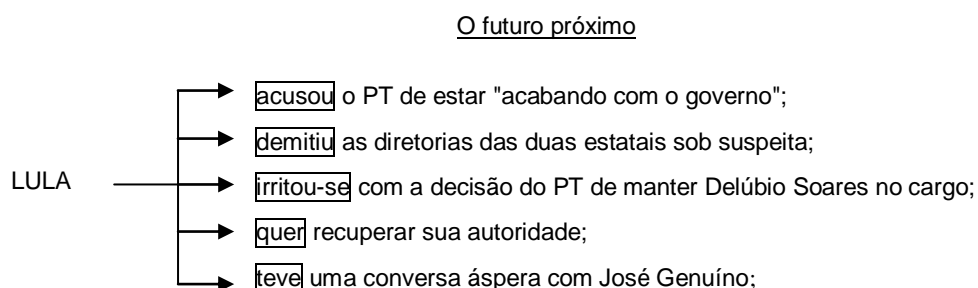 O futuro próximo
acusou o PT de estar "acabando com o governo";
demitiu as diretorias das duas estatais sob suspeita;
LULA
irritou-se com a decisão do PT de manter Delúbio Soares no cargo;
quer recuperar sua autoridade;
teve uma conversa áspera com José Genuíno;